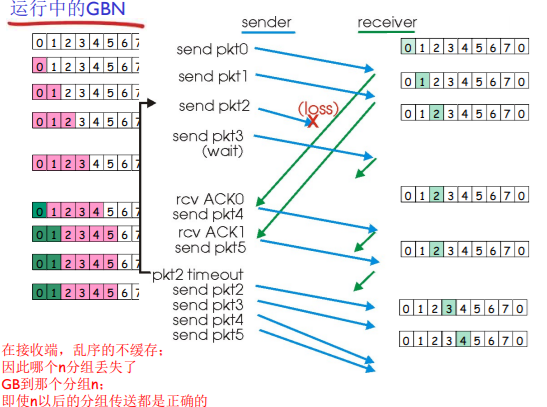 运行中的GBN
sender
receiver
0 1 2 3 4 5 6 7
0 1 2 3 4 5 6 7
0 1 2 3 4 5 6 7
0 1 2 3 4 5 6 7
0 1 2 3 4 5 6 7
0 1 2 3 4 5 6 7
0 1 2 3 4 5 6 7
0 1 2 3 4 5 6 7
0 1 2 3 4 5 6 7
send pkt0
send pkt1
send pkt2
(loss)
X
send pkt3
(wait)
rcv ACK0
send pkt4
rcv ACK1
send pkt5
pkt2 timeout
send pkt2
send pkt3
send pkt4
send pkt5
0 1 2 3 4 5 6 7 0
0 1 2 3 4 5 6 7 0
0 1 2 3 4 5 6 7 0
0 1 2 3 4 5 6 7 0
0 1 2 3 4 5 6 7 0
0 1 2 3 4 5 6 7 0
0 1 2 3 4 5 6 7 0
在接收端，乱序的不缓存；
因此哪个n分组丢失了
GB到那个分组n；
即使n以后的分组传送都是正确的